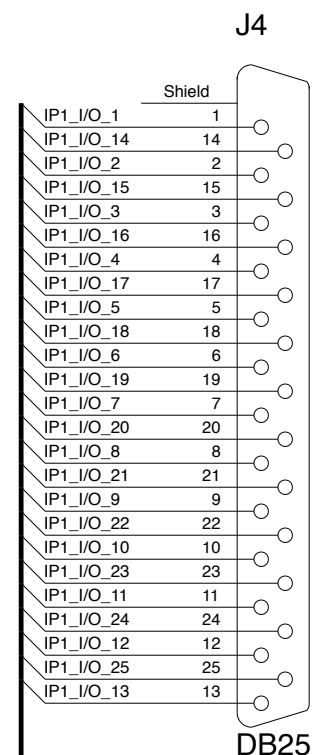 J4
Shield
IP1_I/O_1 1
IP1_I/O_14 14
IP1_I/O_2 2
IP1_I/O_15 15
IP1_I/O_3 3
IP1_I/O_16 16
IP1_I/O_4 4
IP1_I/O_17 17
IP1_I/O_5 5
IP1_I/O_18 18
IP1_I/O_6 6
IP1_I/O_19 19
IP1_I/O_7 7
IP1_I/O_20 20
IP1_I/O_8 8
IP1_I/O_21 21
IP1_I/O_9 9
IP1_I/O_22 22
IP1_I/O_10 10
IP1_I/O_23 23
IP1_I/O_11 11
IP1_I/O_24 24
IP1_I/O_12 12
IP1_I/O_25 25
IP1_I/O_13 13
DB25